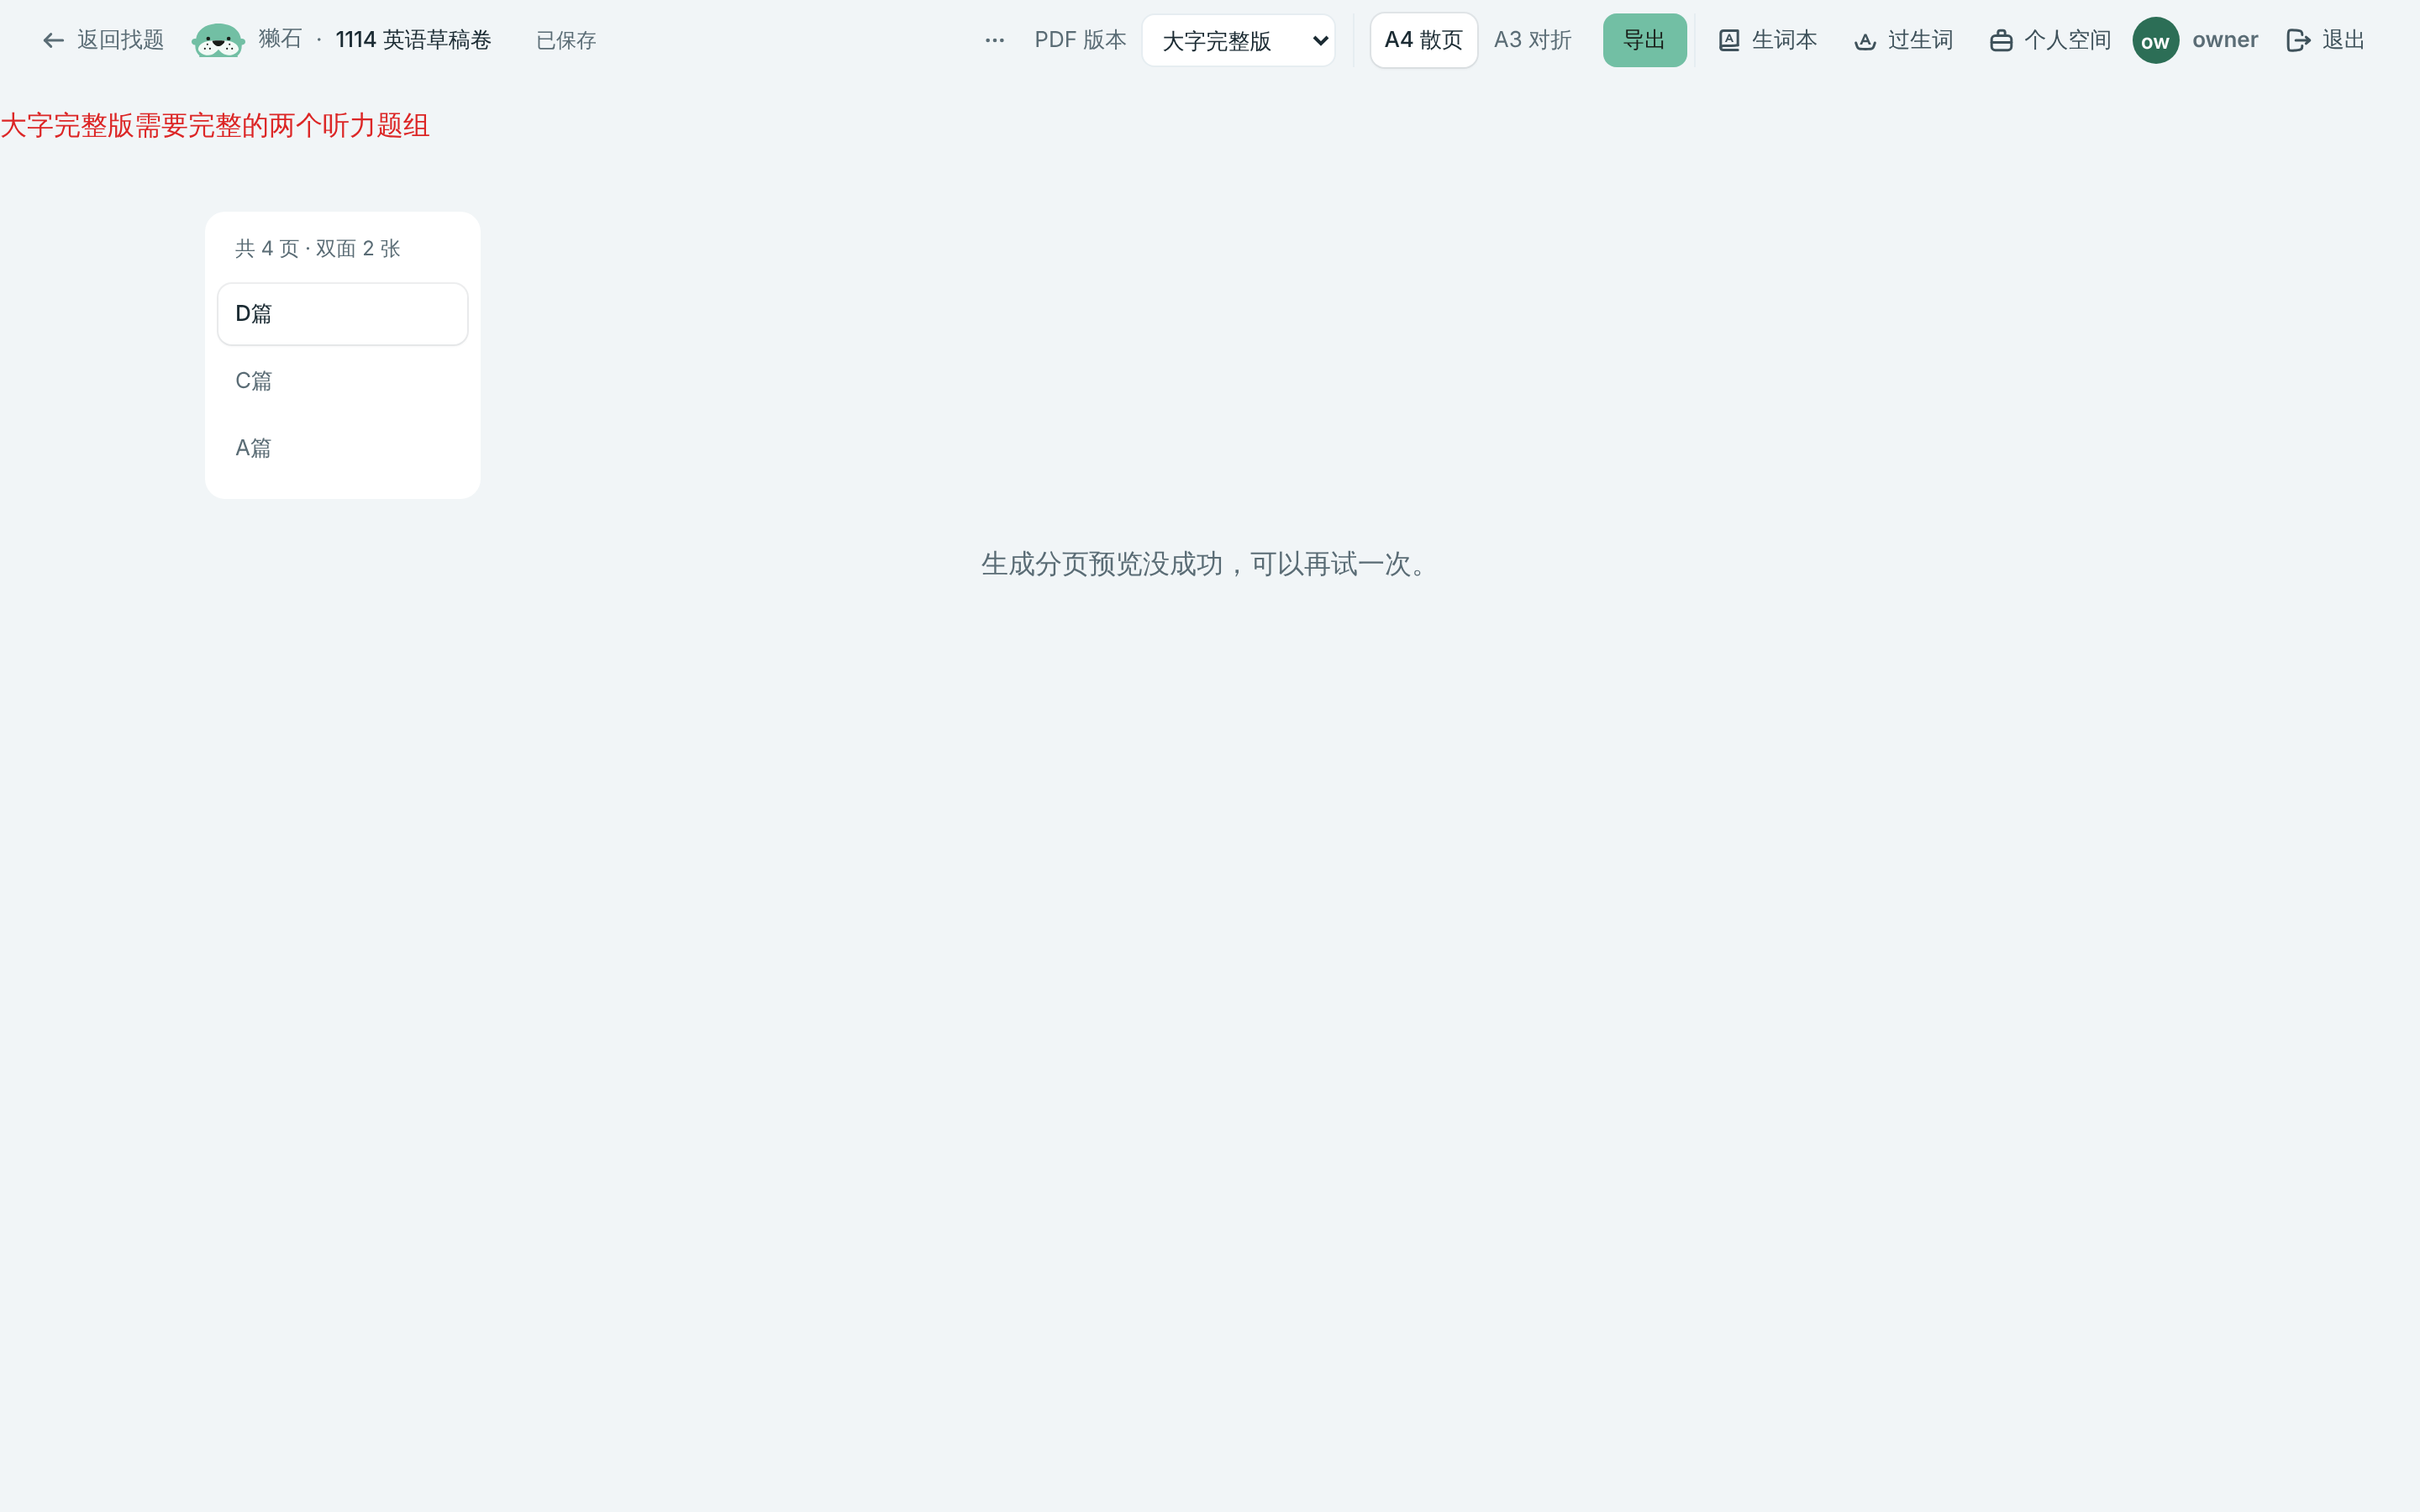 返回找题 獭石 · 1114 英语草稿卷 已保存 ··· PDF 版本 大字完整版 A4 散页 A3 对折 导出 生词本 过生词 个人空间 ow owner 退出
大字完整版需要完整的两个听力题组
共 4 页 · 双面 2 张
D篇
C篇
A篇
生成分页预览没成功，可以再试一次。